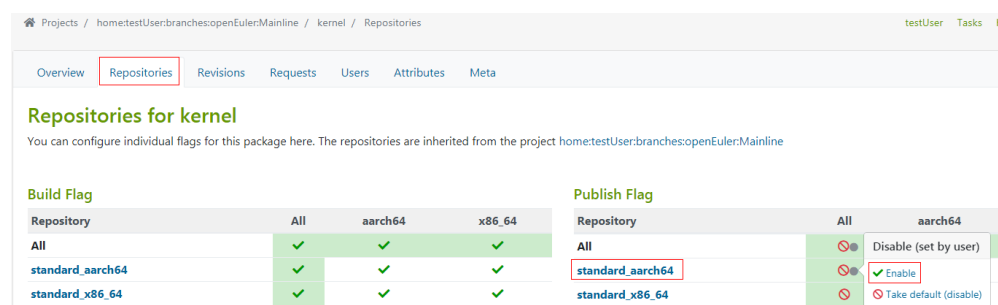 Projects / home:testUser:branches:openEuler:Mainline / kernel / Repositories
testUser Tasks
Overview Repositories Revisions Requests Users Attributes Meta
Repositories for kernel
You can configure individual flags for this package here. The repositories are inherited from the project home:testUser:branches:openEuler:Mainline
Build Flag
Repository All aarch64 x86_64
All
standard_aarch64
standard_x86_64
Publish Flag
Repository All aarch64
All
standard_aarch64
standard_x86_64
Disable (set by user)
Enable
Take default (disable)